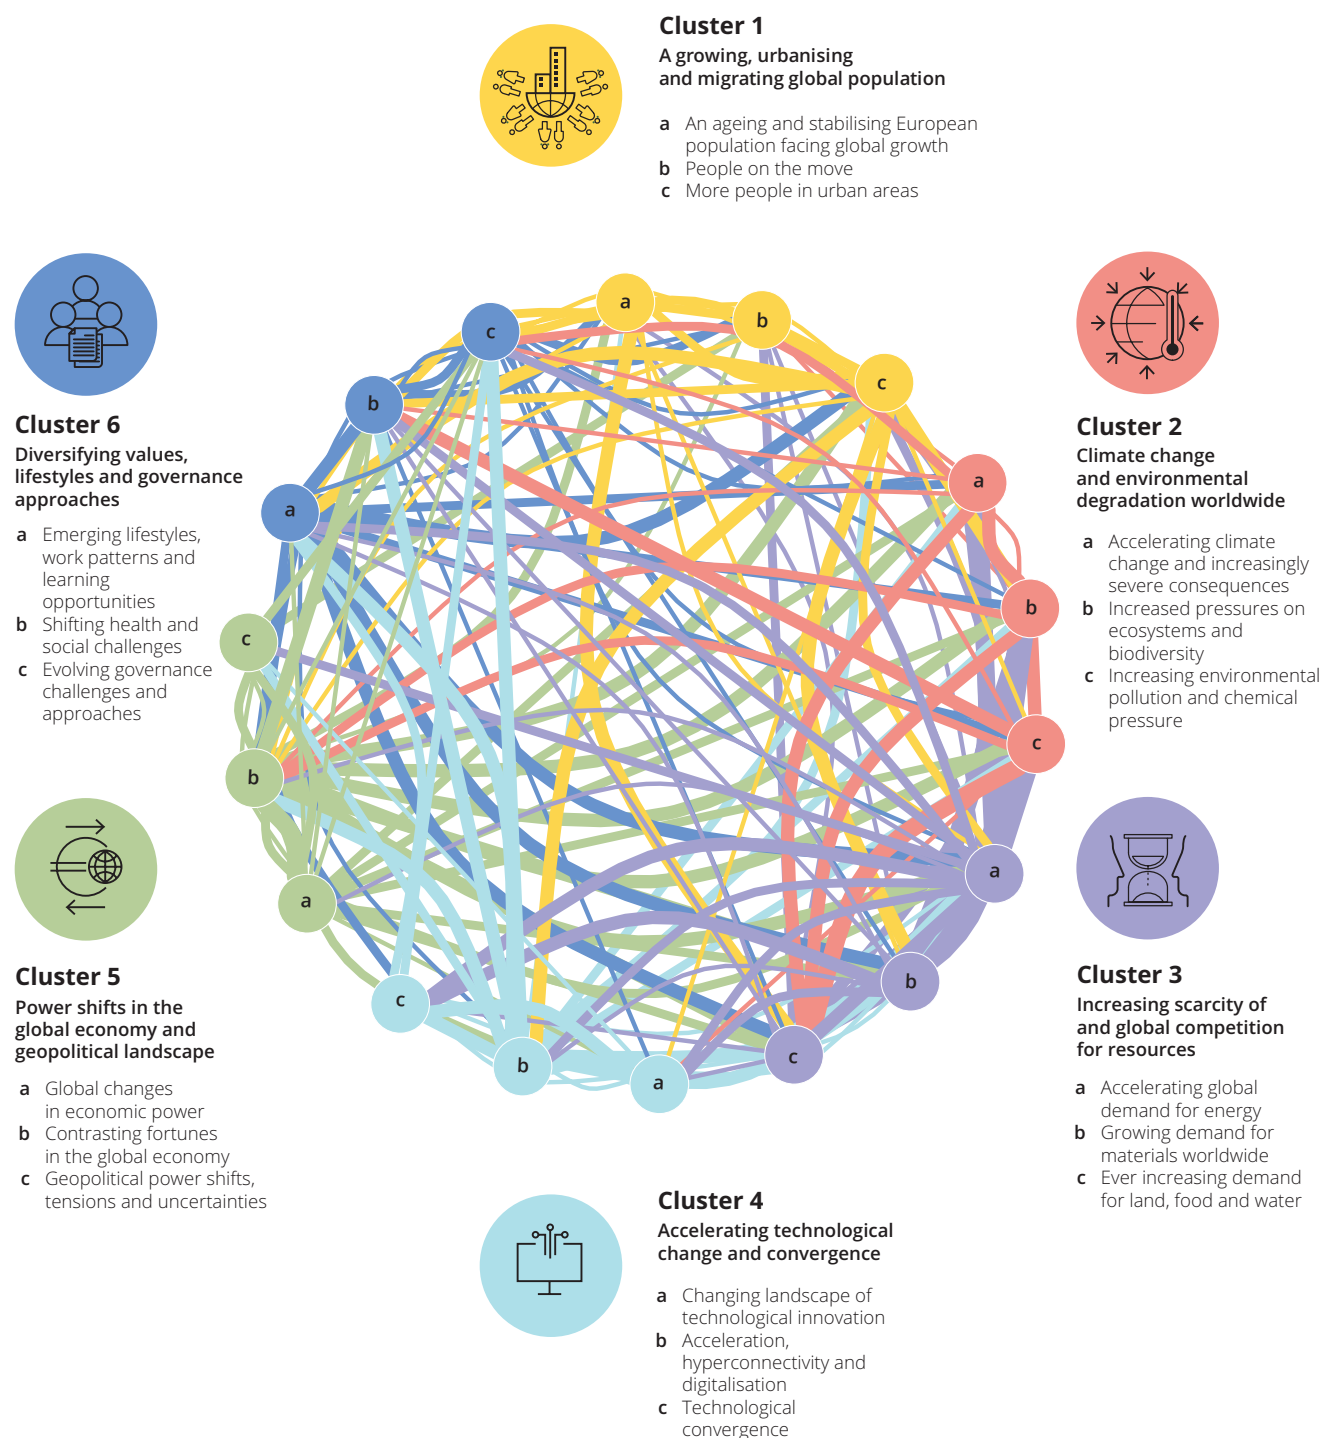 Cluster 1
A growing, urbanising
and migrating global population
a An ageing and stabilising European
population facing global growth
b People on the move
c More people in urban areas
Cluster 2
Climate change
and environmental
degradation worldwide
a Accelerating climate
change and increasingly
severe consequences
b Increased pressures on
ecosystems and
biodiversity
c Increasing environmental
pollution and chemical
pressure
Cluster 3
Increasing scarcity of
and global competition
for resources
a Accelerating global
demand for energy
b Growing demand for
materials worldwide
c Ever increasing demand
for land, food and water
Cluster 4
Accelerating technological
change and convergence
a Changing landscape of
technological innovation
b Acceleration,
hyperconnectivity and
digitalisation
c Technological
convergence
Cluster 5
Power shifts in the
global economy and
geopolitical landscape
a Global changes
in economic power
b Contrasting fortunes
in the global economy
c Geopolitical power shifts,
tensions and uncertainties
Cluster 6
Diversifying values,
lifestyles and governance
approaches
a Emerging lifestyles,
work patterns and
learning
opportunities
b Shifting health and
social challenges
c Evolving governance
challenges and
approaches
a
b
c
a
b
c
a
b
c
a
b
c
a
b
c
a
b
c